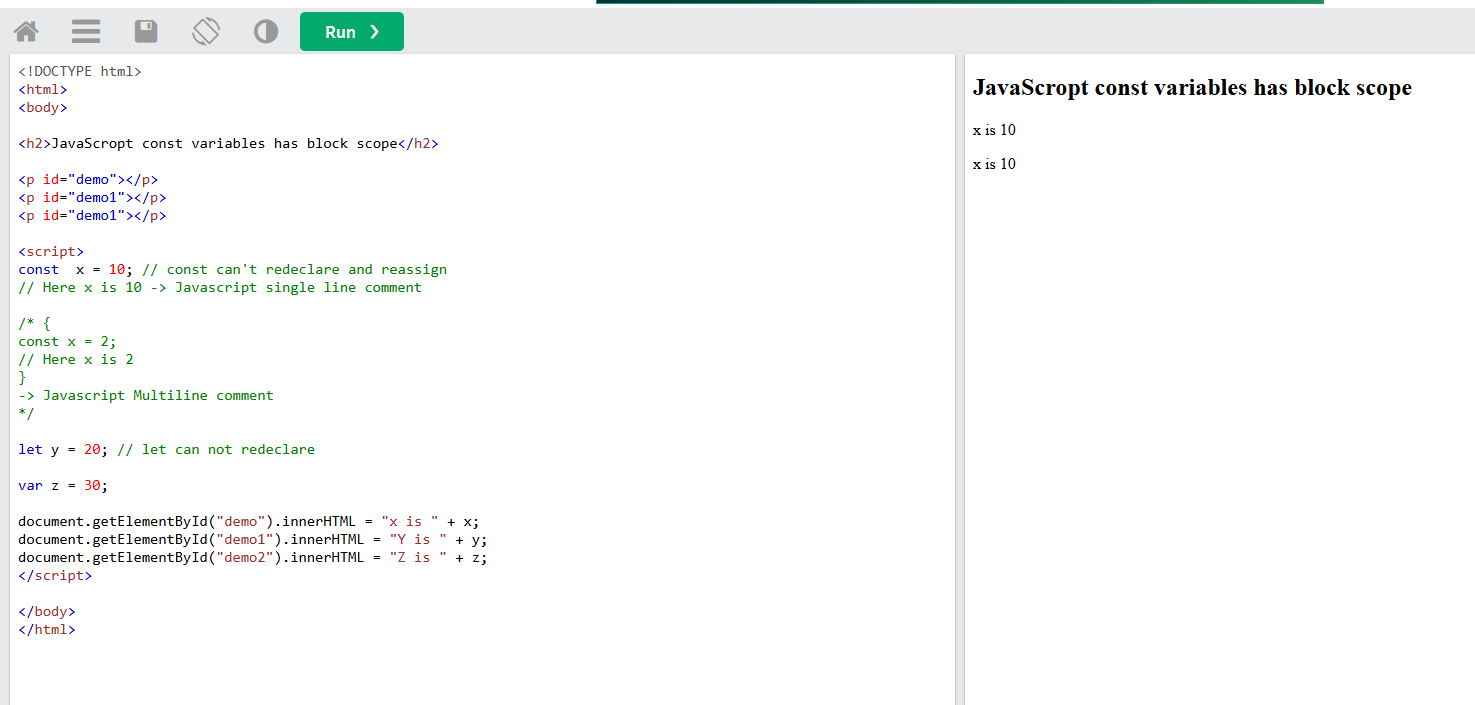 Run ❯
<!DOCTYPE html>
<html>
<body>
<h2>JavaScropt const variables has block scope</h2>
<p id="demo"></p>
<p id="demo1"></p>
<p id="demo1"></p>
<script>
const  x = 10; // const can't redeclare and reassign
// Here x is 10 -> Javascript single line comment
/* {
const x = 2;
// Here x is 2
}
-> Javascript Multiline comment
*/
let y = 20; // let can not redeclare
var z = 30;
document.getElementById("demo").innerHTML = "x is " + x;
document.getElementById("demo1").innerHTML = "Y is " + y;
document.getElementById("demo2").innerHTML = "Z is " + z;
</script>
</body>
</html>
JavaScropt const variables has block scope
x is 10
x is 10